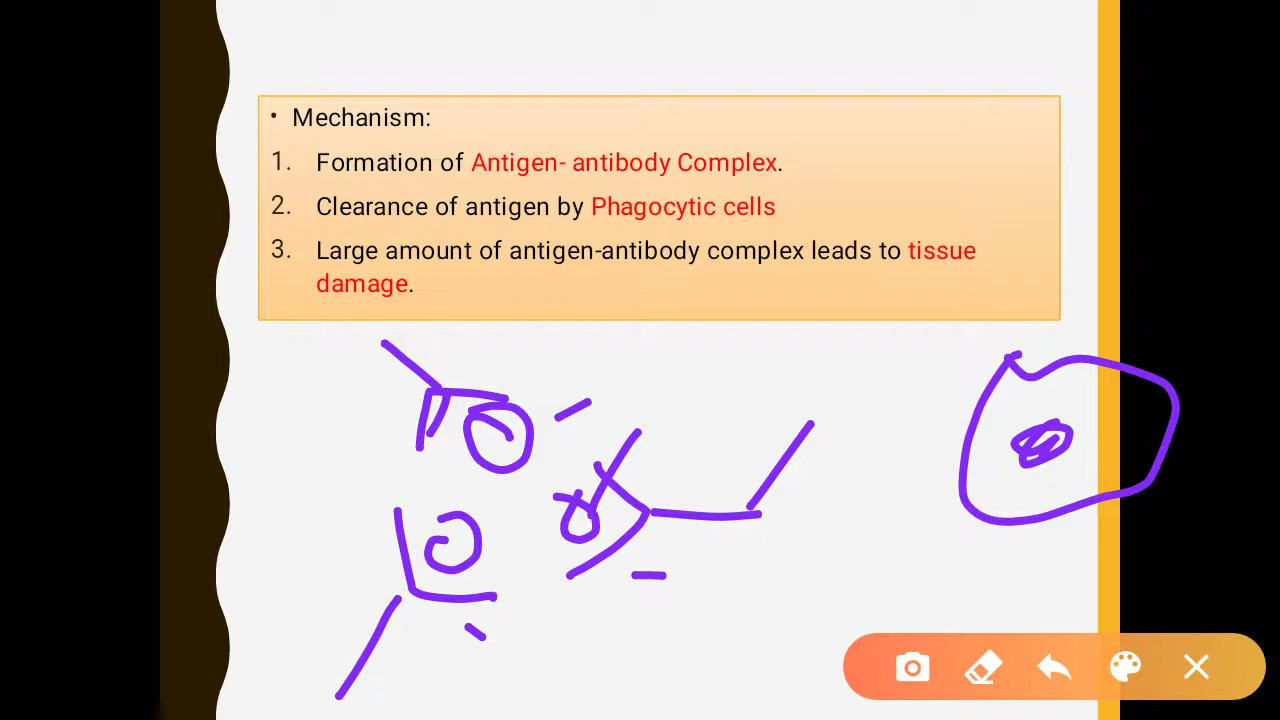 • Mechanism:
1. Formation of Antigen- antibody Complex.
2. Clearance of antigen by Phagocytic cells
3. Large amount of antigen-antibody complex leads to tissue
damage.